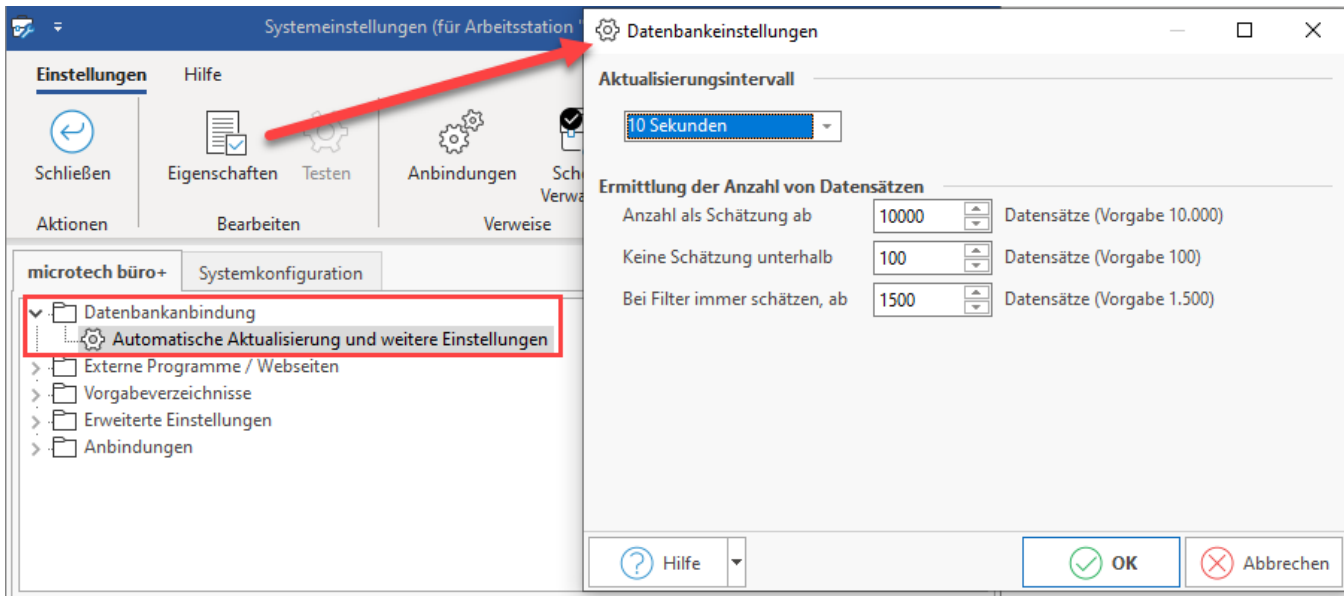 Systemeinstellungen (für Arbeitsstation "
Einstellungen Hilfe
Schließen
Eigenschaften
Testen
Anbindungen
Aktionen
Bearbeiten
Verweise
microtech büro+
Systemkonfiguration
Datenbankanbindung
Automatische Aktualisierung und weitere Einstellungen
Externe Programme / Webseiten
Vorgabeverzeichnisse
Erweiterte Einstellungen
Anbindungen
Datenbankeinstellungen
Aktualisierungsintervall
10 Sekunden
Ermittlung der Anzahl von Datensätzen
Anzahl als Schätzung ab 10000 Datensätze (Vorgabe 10.000)
Keine Schätzung unterhalb 100 Datensätze (Vorgabe 100)
Bei Filter immer schätzen, ab 1500 Datensätze (Vorgabe 1.500)
Hilfe
OK
Abbrechen